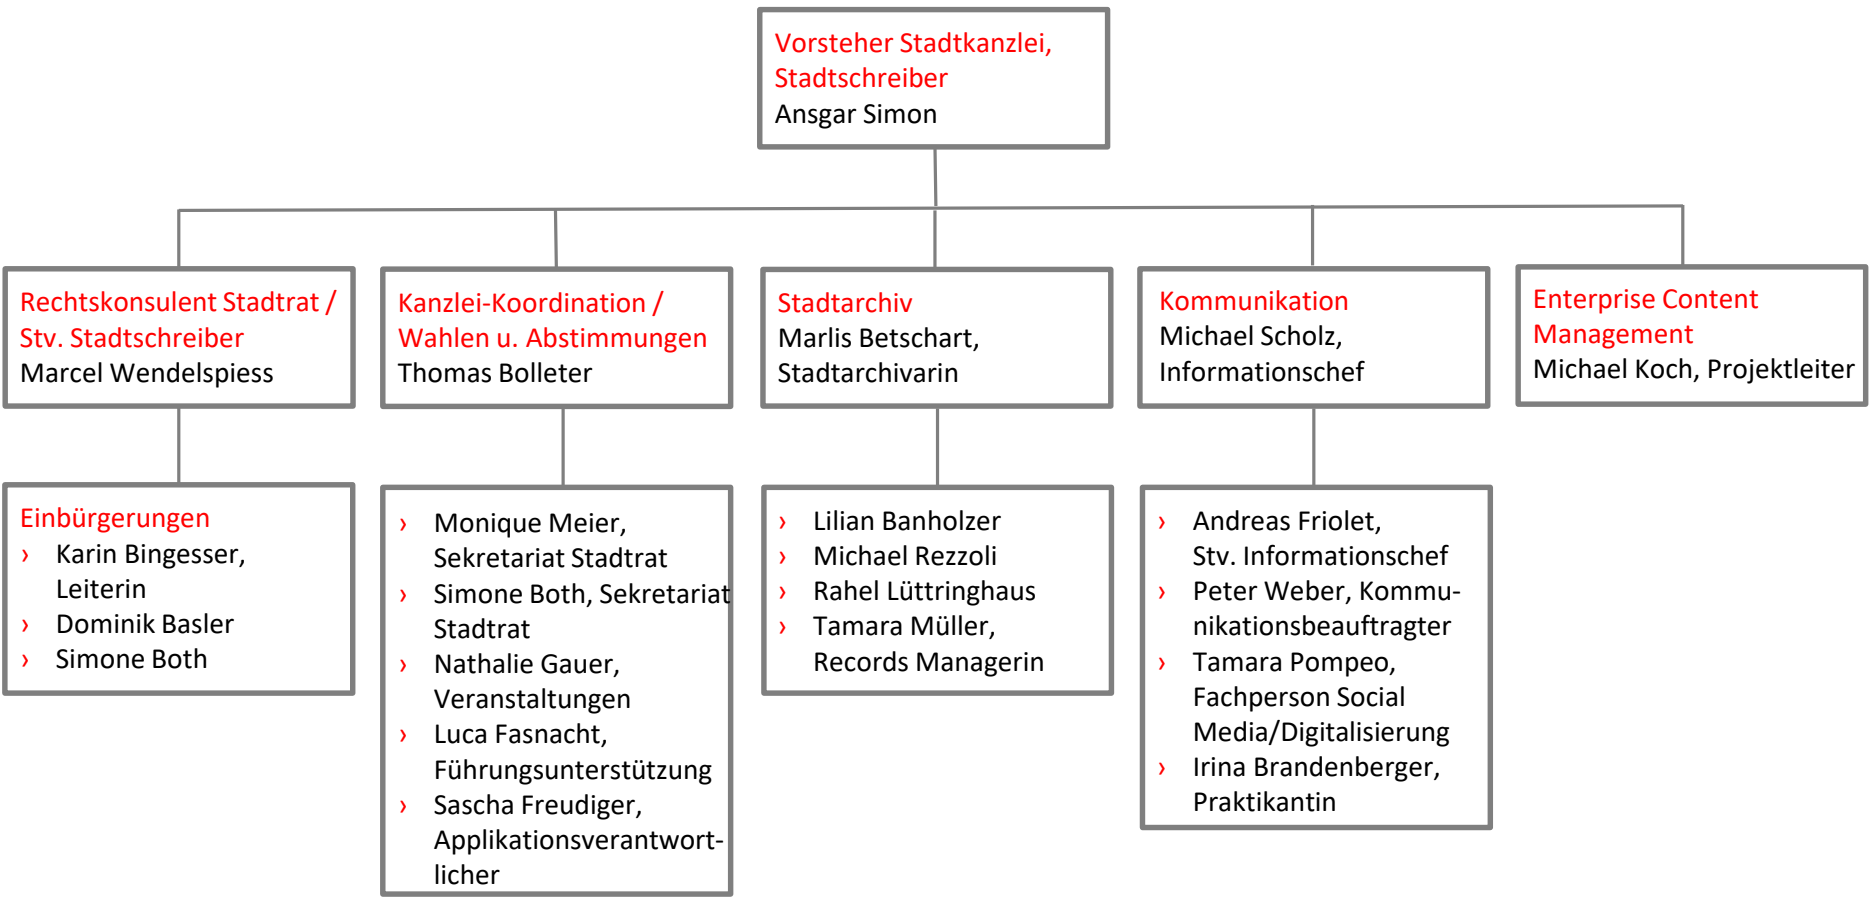 Vorsteher Stadtkanzlei,
Stadtschreiber
Ansgar Simon
Rechtskonsulent Stadtrat /
Stv. Stadtschreiber
Marcel Wendelspiess
Kanzlei-Koordination /
Wahlen u. Abstimmungen
Thomas Bolleter
Stadtarchiv
Marlis Betschart,
Stadtarchivarin
Kommunikation
Michael Scholz,
Informationschef
Enterprise Content
Management
Michael Koch, Projektleiter
Einbürgerungen
› Karin Bingesser,
Leiterin
› Dominik Basler
› Simone Both
› Monique Meier,
Sekretariat Stadtrat
› Simone Both, Sekretariat
Stadtrat
› Nathalie Gauer,
Veranstaltungen
› Luca Fasnacht,
Führungsunterstützung
› Sascha Freudiger,
Applikationsverantwort-
licher
› Lilian Banholzer
› Michael Rezzoli
› Rahel Lüttringhaus
› Tamara Müller,
Records Managerin
› Andreas Friolet,
Stv. Informationschef
› Peter Weber, Kommu-
nikationsbeauftragter
› Tamara Pompeo,
Fachperson Social
Media/Digitalisierung
› Irina Brandenberger,
Praktikantin